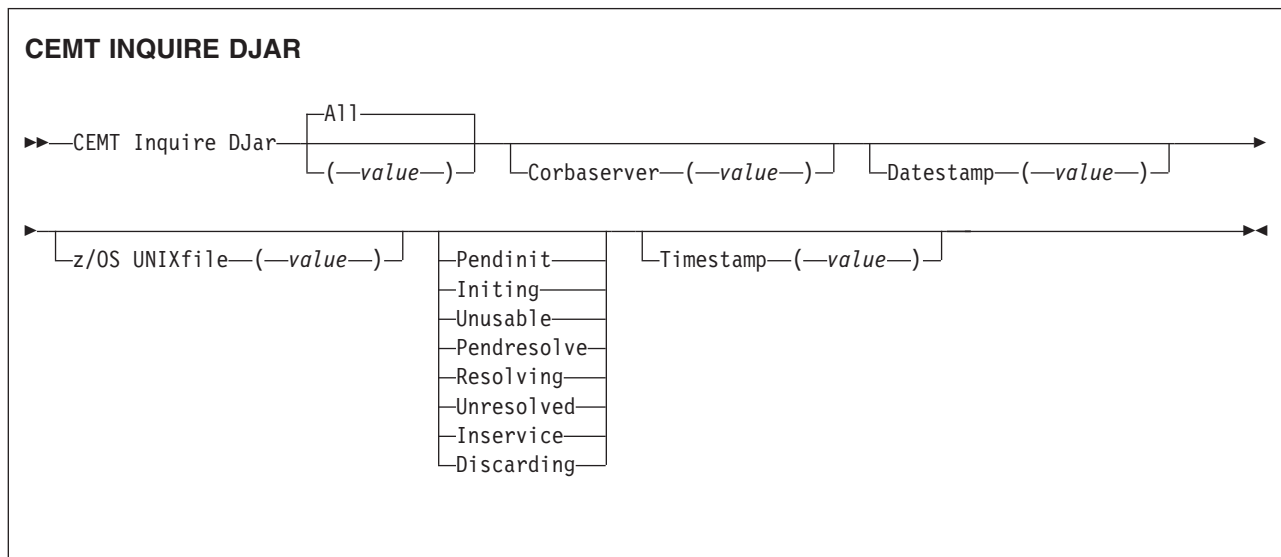 CEMT INQUIRE DJAR
All
CEMT Inquire DJar
( value )
Corbaserver ( value )
Datestamp ( value )
z/OS UNIXfile ( value )
Pendinit
Initing
Unusable
Pendresolve
Resolving
Unresolved
Inservice
Discarding
Timestamp ( value )